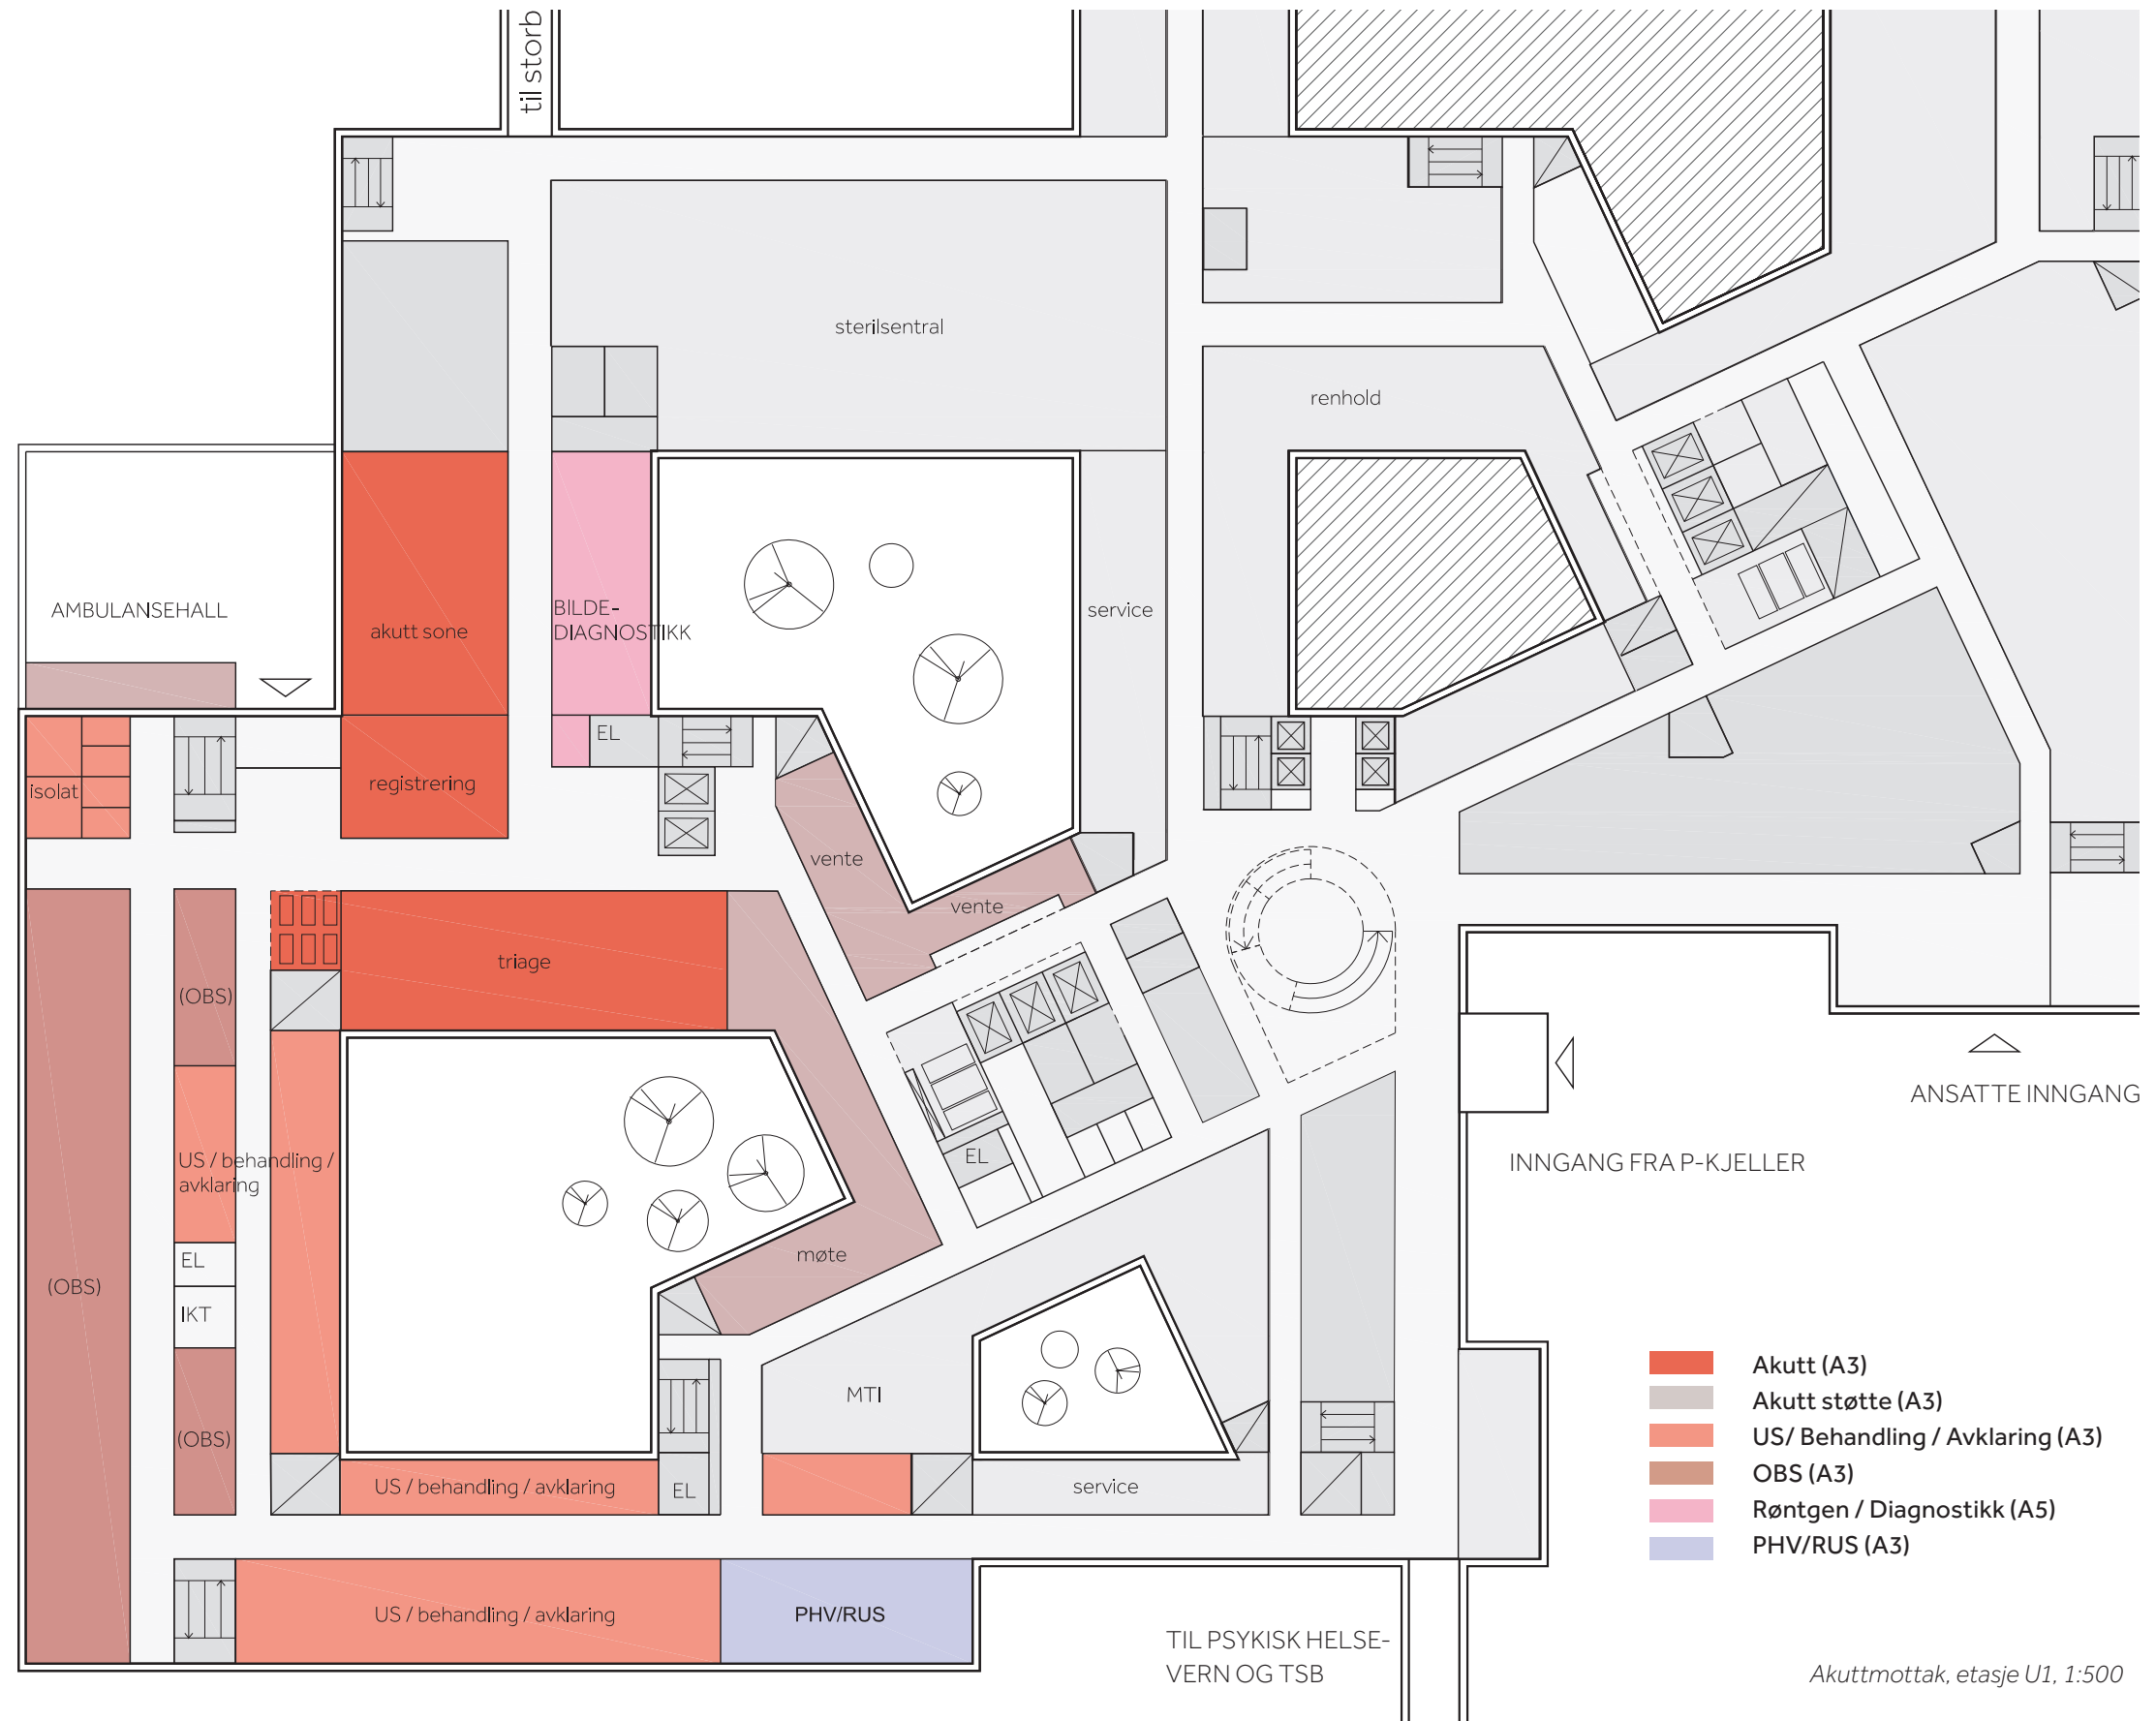 til storb
sterilsentral
renhold
AMBULANSEHALL
akutt sone
BILDE-
DIAGNOSTIKK
service
EL
isolat
registrering
vente
vente
triage
(OBS)
US / behandling /
avklaring
EL
EL
IKT
(OBS)
møte
MTI
(OBS)
US / behandling / avklaring
EL
service
US / behandling / avklaring
PHV/RUS
ANSATTE INNGANG
INNGANG FRA P-KJELLER
Akutt (A3)
Akutt støtte (A3)
US/ Behandling / Avklaring (A3)
OBS (A3)
Røntgen / Diagnostikk (A5)
PHV/RUS (A3)
TIL PSYKISK HELSE-
VERN OG TSB
Akuttmottak, etasje U1, 1:500